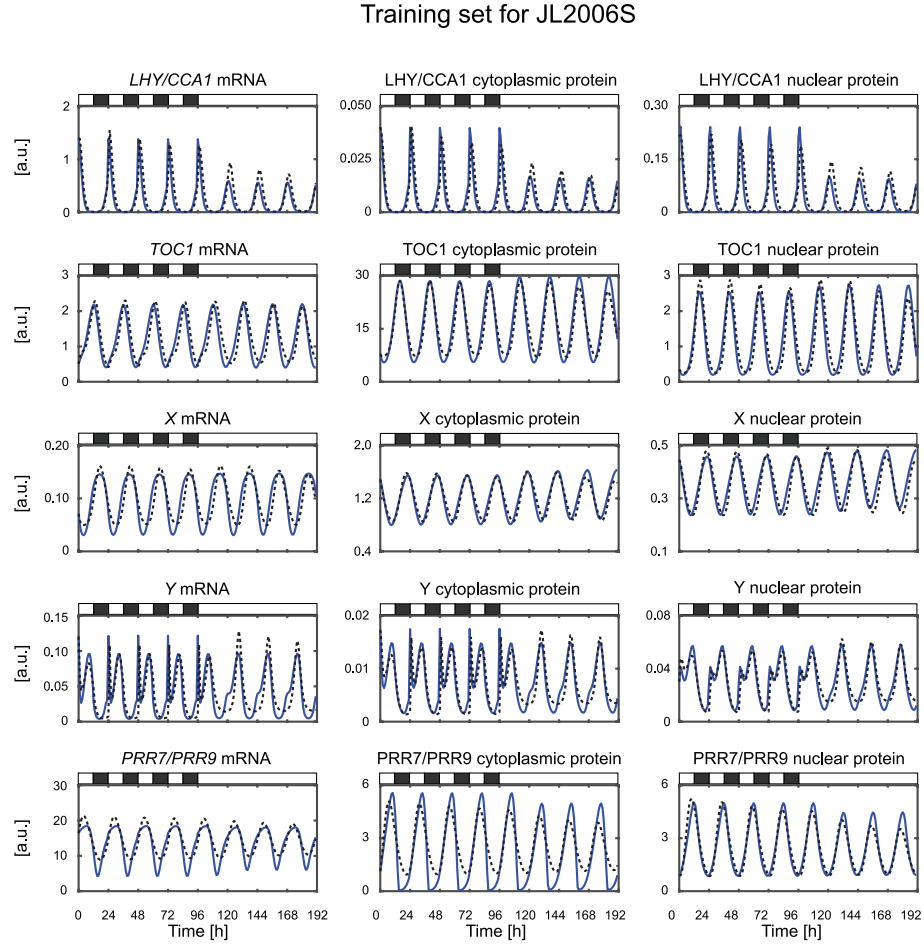 Training set for JL2006S
LHY/CCA1 mRNA
LHY/CCA1 cytoplasmic protein
LHY/CCA1 nuclear protein
[a.u.]
2
1
0
0.050
0.025
0
0.30
0.15
0
TOC1 mRNA
TOC1 cytoplasmic protein
TOC1 nuclear protein
[a.u.]
3
2
1
0
30
15
0
3
2
1
0
X mRNA
X cytoplasmic protein
X nuclear protein
[a.u.]
0.20
0.10
0
2.0
1.2
0.4
0.5
0.3
0.1
Y mRNA
Y cytoplasmic protein
Y nuclear protein
[a.u.]
0.15
0.10
0.05
0
0.02
0.01
0
0.08
0.04
0
PRR7/PRR9 mRNA
PRR7/PRR9 cytoplasmic protein
PRR7/PRR9 nuclear protein
[a.u.]
30
20
10
0
6
3
0
6
3
0
0 24 48 72 96 120 144 168 192
0 24 48 72 96 120 144 168 192
0 24 48 72 96 120 144 168 192
Time [h]
Time [h]
Time [h]